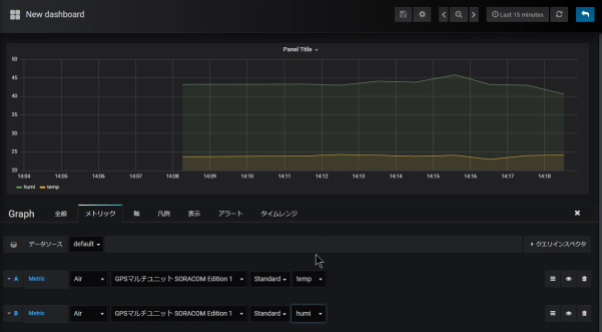 New dashboard
Last 15 minutes
Panel Title
50
45
40
35
30
25
20
14:04 14:05 14:06 14:07 14:08 14:09 14:10 14:11 14:12 14:13 14:14 14:15 14:16 14:17 14:18
humi temp
Graph 全般 メトリック 軸 凡例 表示 アラート タイムレンジ
データソース default クエリインスペクタ
A Metric Air GPSマルチユニット SORACOM Edition 1 Standard temp
B Metric Air GPSマルチユニット SORACOM Edition 1 Standard humi